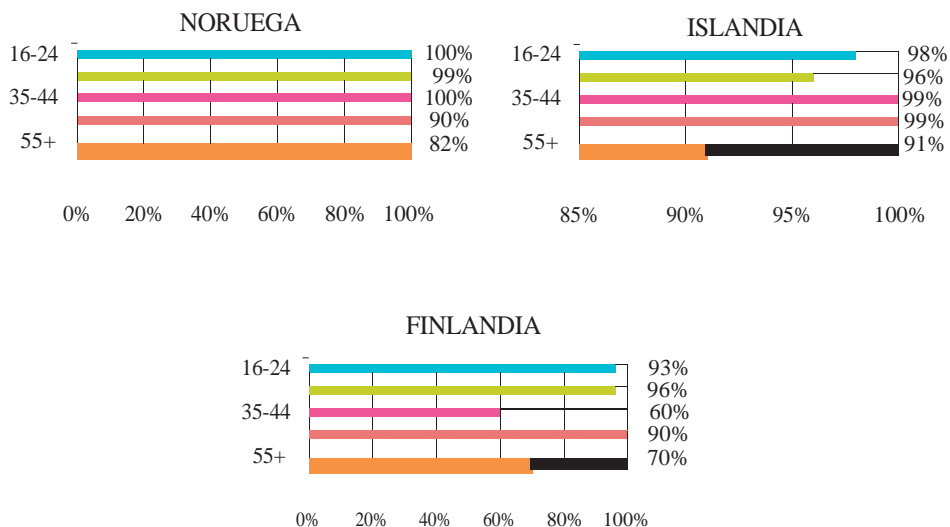 NORUEGA
16-24 100%
99%
35-44 100%
90%
55+ 82%
0% 20% 40% 60% 80% 100%
ISLANDIA
16-24 98%
96%
35-44 99%
99%
55+ 91%
85% 90% 95% 100%
FINLANDIA
16-24 93%
96%
35-44 60%
90%
55+ 70%
0% 20% 40% 60% 80% 100%